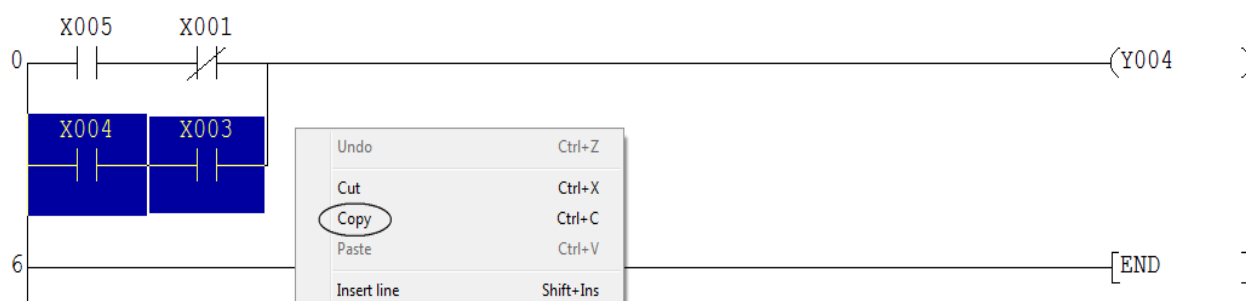 X005 X001
0 (Y004 )
X004 X003
Undo Ctrl+Z
Cut Ctrl+X
Copy Ctrl+C
Paste Ctrl+V
6 [END ]
Insert line Shift+Ins